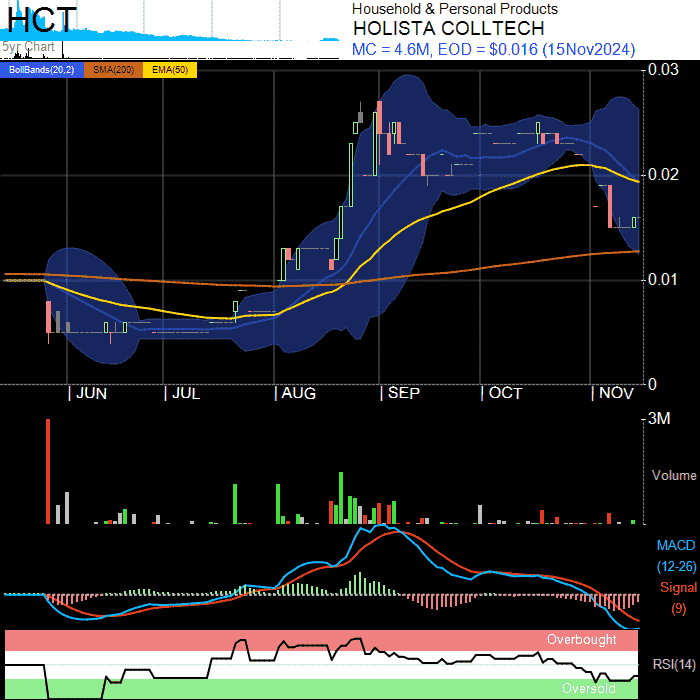 HCT
5yr Chart
Household & Personal Products
HOLISTA COLLTECH
MC = 4.6M, EOD = $0.016 (15Nov2024)
BollBands(20,2) SMA(200) EMA(50)
0.03
0.02
0.01
0
| JUN | JUL | AUG | SEP | OCT | NOV
3M
Volume
MACD
(12-26)
Signal
(9)
Overbought
RSI(14)
Oversold